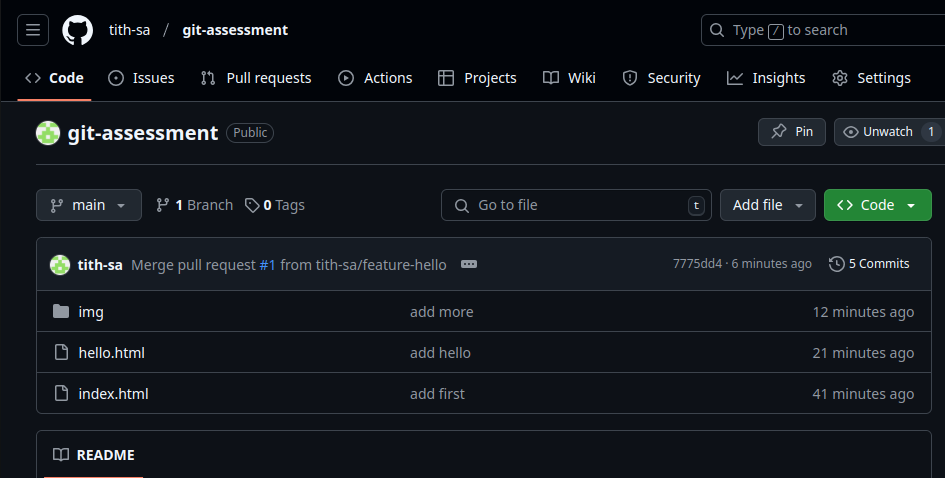 tith-sa / git-assessment
Type / to search
Code Issues Pull requests Actions Projects Wiki Security Insights Settings
git-assessment Public
Pin Unwatch 1
main 1 Branch 0 Tags
Go to file t
Add file Code
tith-sa Merge pull request #1 from tith-sa/feature-hello 7775dd4 · 6 minutes ago 5 Commits
img add more 12 minutes ago
hello.html add hello 21 minutes ago
index.html add first 41 minutes ago
README